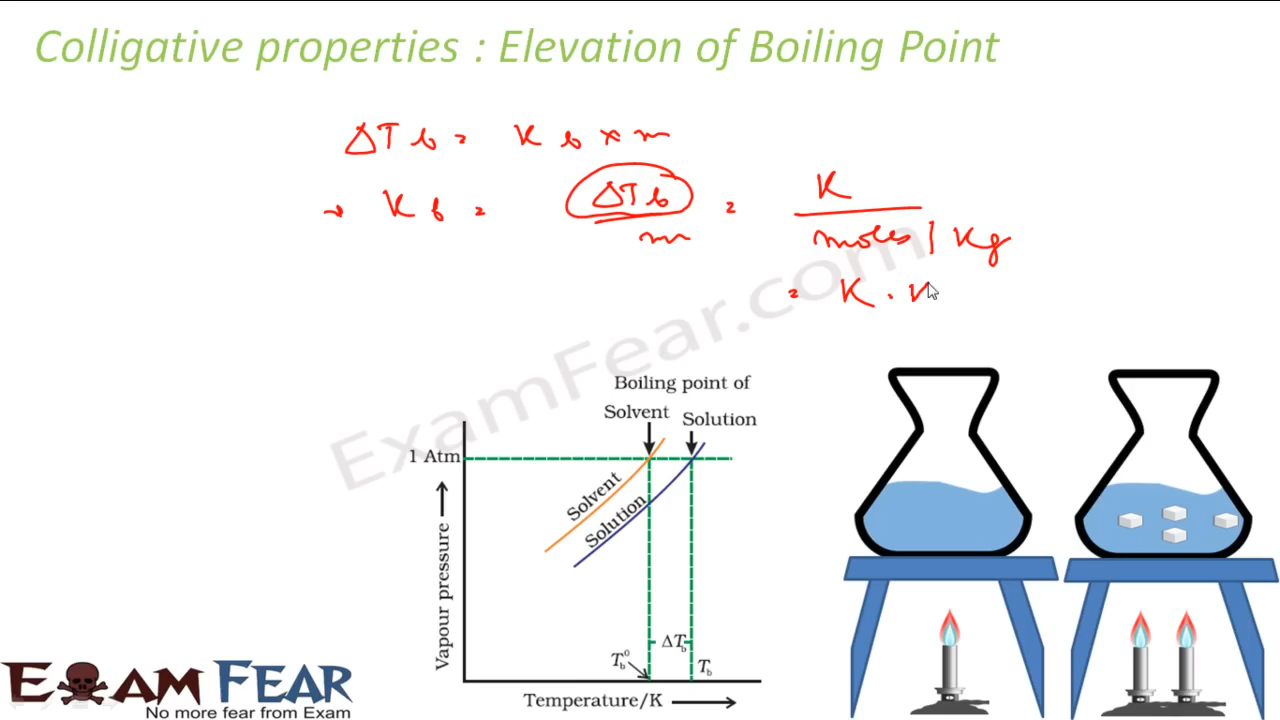 Colligative properties : Elevation of Boiling Point
ΔTb = Kb × m
→ Kb = ΔTb / m = K / moles / Kg
= K . K
ExamFear.com
Boiling point of
Solvent Solution
1 Atm
Solvent
Solution
Vapour pressure
ΔTb
Tb⁰ Tb
Temperature/K
EXAM FEAR
No more fear from Exam